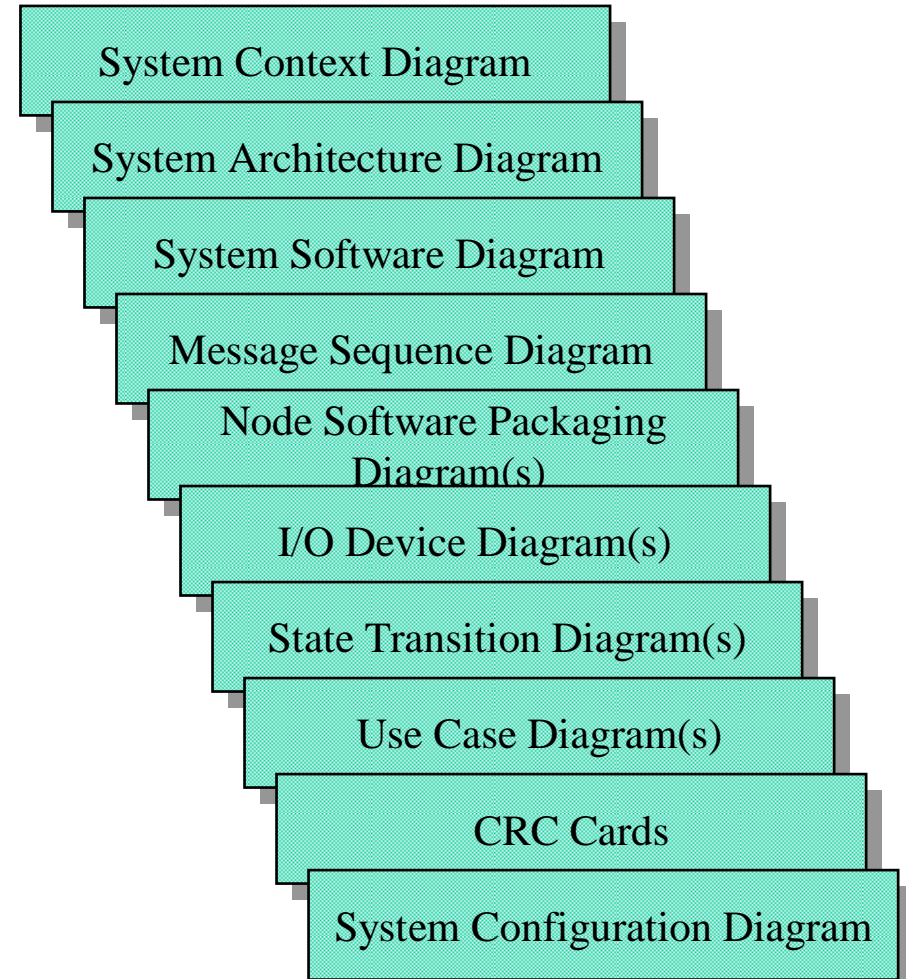 System Context Diagram
System Architecture Diagram
System Software Diagram
Message Sequence Diagram
Node Software Packaging
Diagram(s)
I/O Device Diagram(s)
State Transition Diagram(s)
Use Case Diagram(s)
CRC Cards
System Configuration Diagram